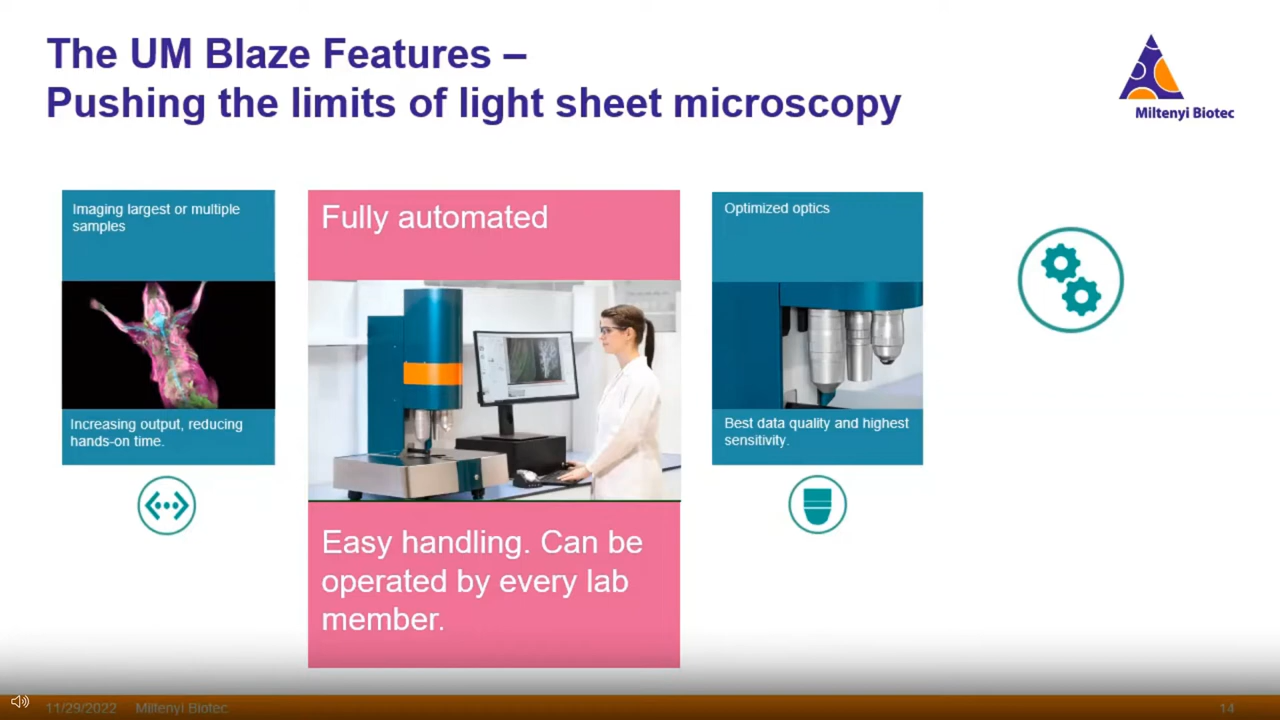 The UM Blaze Features –
Pushing the limits of light sheet microscopy
Miltenyi Biotec
Imaging largest or multiple
samples
Increasing output, reducing
hands-on time.
Fully automated
Easy handling. Can be
operated by every lab
member.
Optimized optics
Best data quality and highest
sensitivity.
11/29/2022 Miltenyi Biotec
14